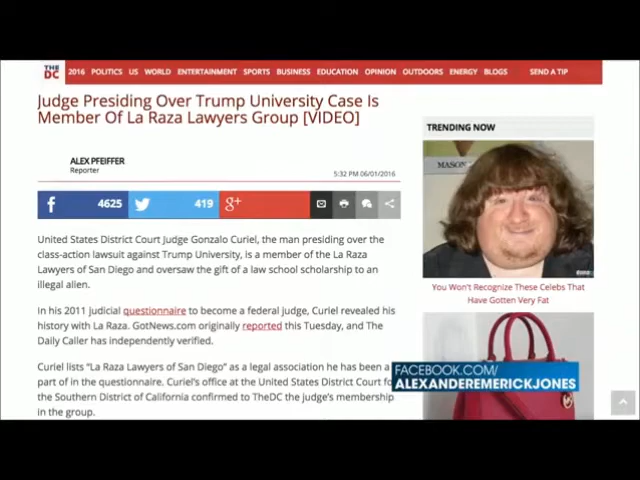 THE
DC
2016 POLITICS US WORLD ENTERTAINMENT SPORTS BUSINESS EDUCATION OPINION OUTDOORS ENERGY BLOGS SEND A TIP
Judge Presiding Over Trump University Case Is
Member Of La Raza Lawyers Group [VIDEO]
ALEX PFEIFFER
Reporter
5:32 PM 06/01/2016
4625
419
United States District Court Judge Gonzalo Curiel, the man presiding over the
class-action lawsuit against Trump University, is a member of the La Raza
Lawyers of San Diego and oversaw the gift of a law school scholarship to an
illegal alien.
In his 2011 judicial questionnaire to become a federal judge, Curiel revealed his
history with La Raza. GotNews.com originally reported this Tuesday, and The
Daily Caller has independently verified.
Curiel lists “La Raza Lawyers of San Diego” as a legal association he has been a
part of in the questionnaire. Curiel’s office at the United States District Court fo
the Southern District of California confirmed to TheDC the judge’s membership
in the group.
TRENDING NOW
MASON
You Won't Recognize These Celebs That
Have Gotten Very Fat
FACEBOOK.COM/
ALEXANDEREMERICKJONES